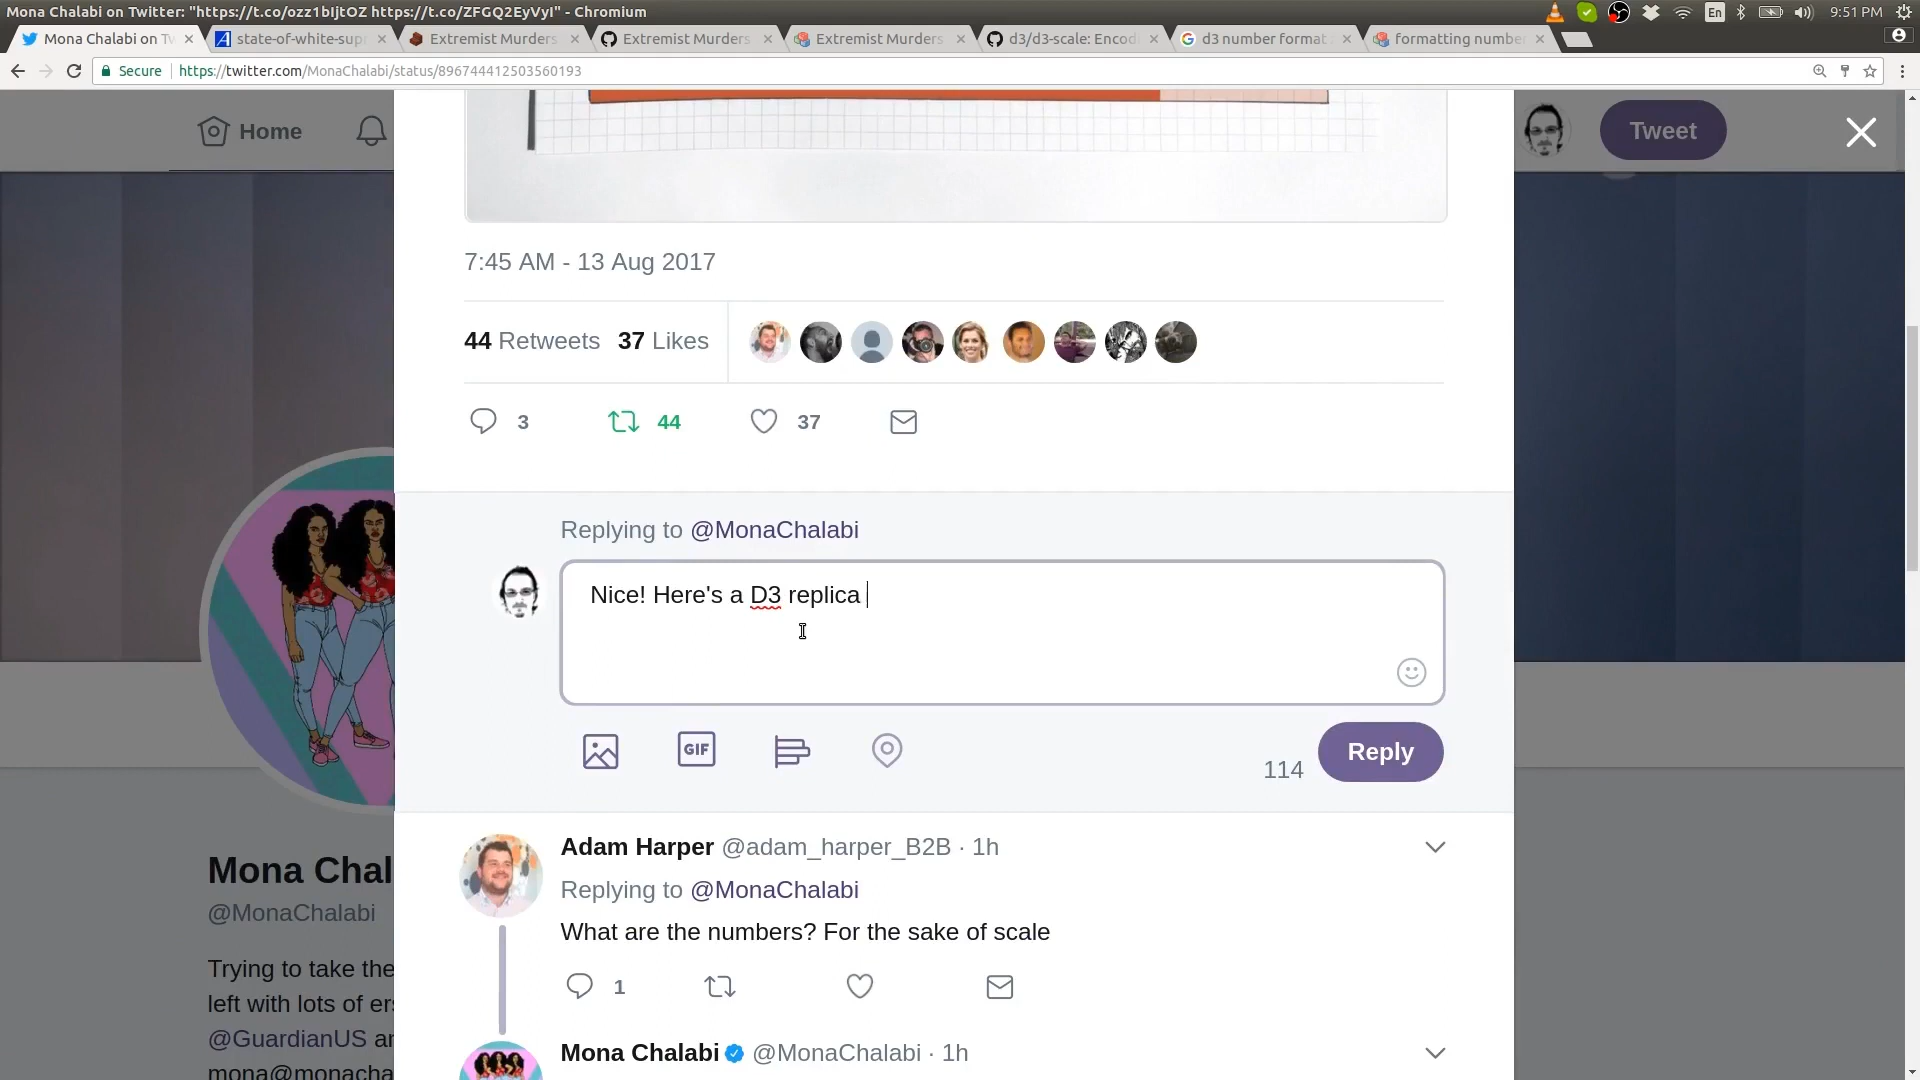 Mona Chalabi on Twitter: "https://t.co/ozz1bIjtOZ https://t.co/ZFGQ2EyVyI" - Chromium
En
9:51 PM
Mona Chalabi on Tw
state-of-white-sup
Extremist Murders
Extremist Murders
Extremist Murders
d3/d3-scale: Encod
d3 number format
formatting number
Secure
https://twitter.com/MonaChalabi/status/896744412503560193
Home
Tweet
7:45 AM - 13 Aug 2017
44 Retweets 37 Likes
3
44
37
Replying to @MonaChalabi
Nice! Here's a D3 replica
GIF
114
Reply
Adam Harper @adam_harper_B2B · 1h
Replying to @MonaChalabi
What are the numbers? For the sake of scale
1
Mona Chalabi @MonaChalabi · 1h
Mona Chal
@MonaChalabi
Trying to take the
left with lots of er
@GuardianUS an
mona@monacha